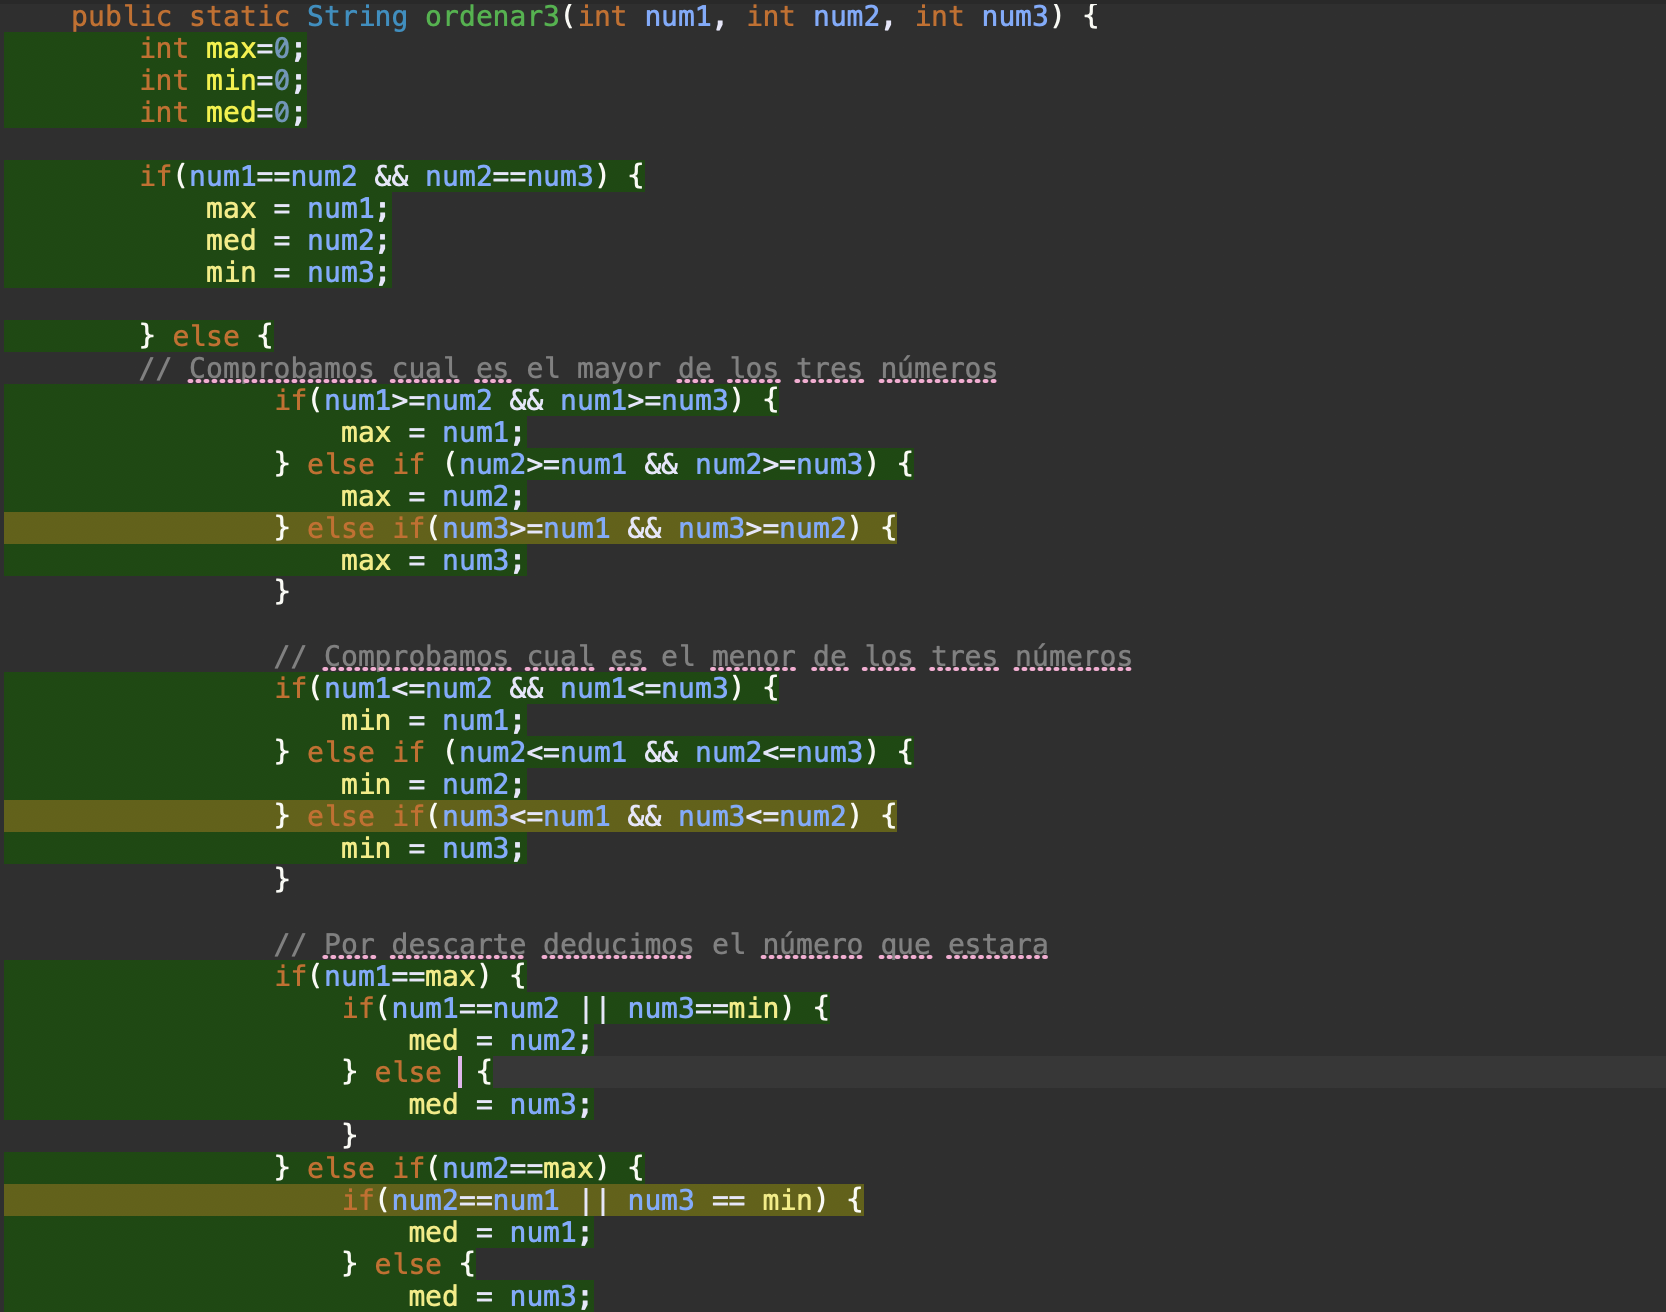 public static String ordenar3(int num1, int num2, int num3) {
int max=0;
int min=0;
int med=0;
if(num1==num2 && num2==num3) {
max = num1;
med = num2;
min = num3;
} else {
// Comprobamos cual es el mayor de los tres números
if(num1>=num2 && num1>=num3) {
max = num1;
} else if (num2>=num1 && num2>=num3) {
max = num2;
} else if(num3>=num1 && num3>=num2) {
max = num3;
}
// Comprobamos cual es el menor de los tres números
if(num1<=num2 && num1<=num3) {
min = num1;
} else if (num2<=num1 && num2<=num3) {
min = num2;
} else if(num3<=num1 && num3<=num2) {
min = num3;
}
// Por descarte deducimos el número que estara
if(num1==max) {
if(num1==num2 || num3==min) {
med = num2;
} else  {
med = num3;
}
} else if(num2==max) {
if(num2==num1 || num3 == min) {
med = num1;
} else {
med = num3;